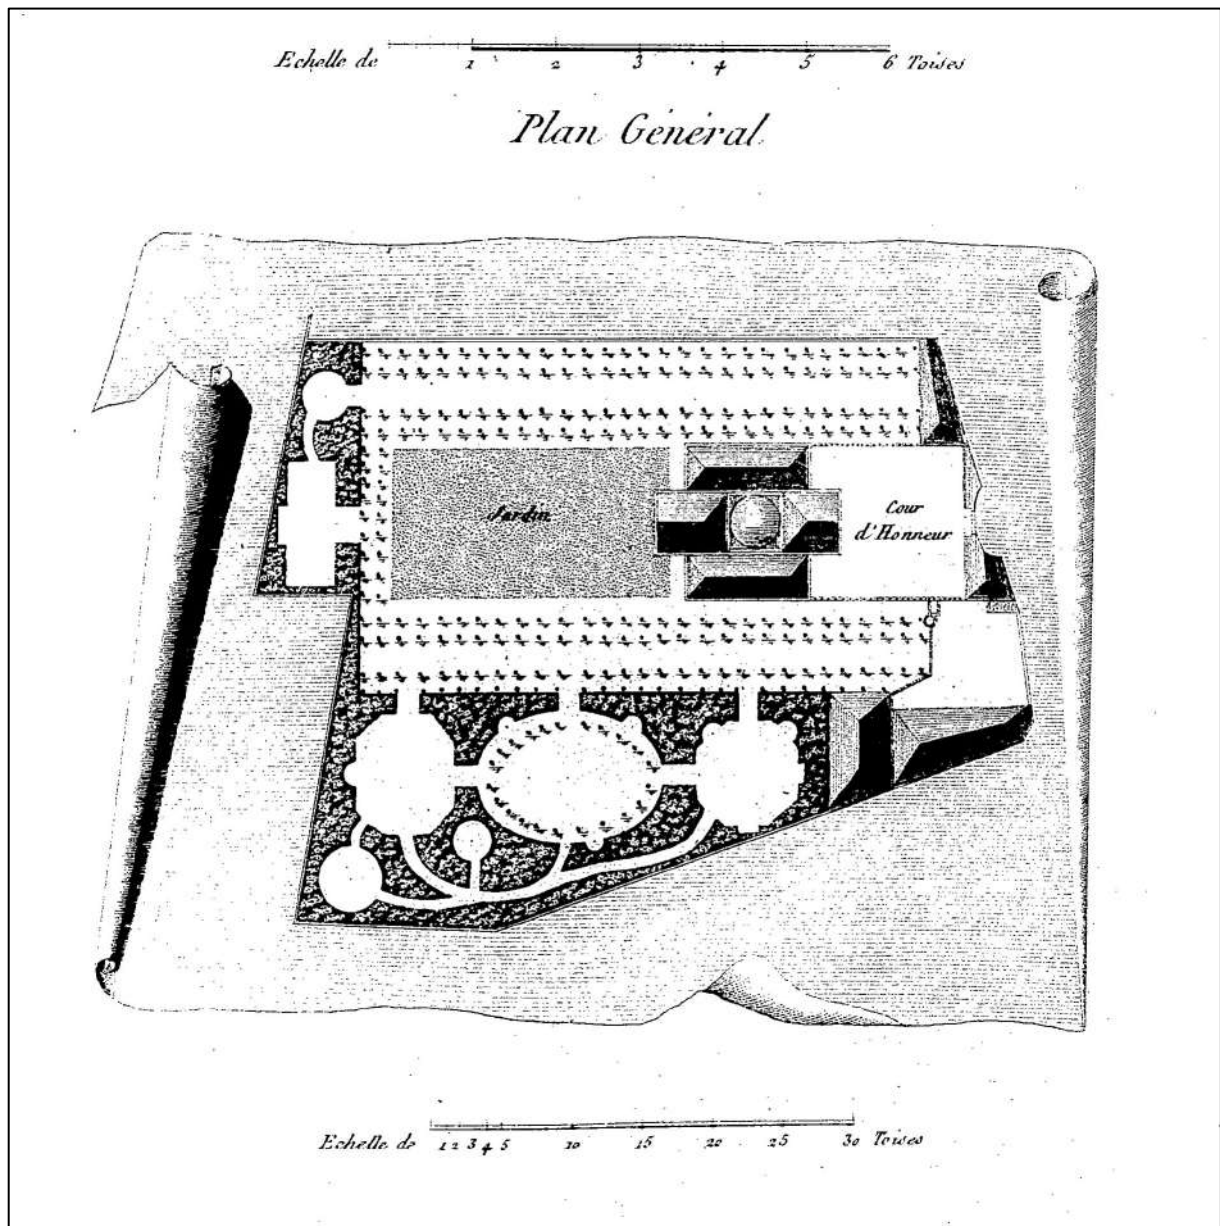 Echelle de 1 2 3 4 5 6 Toises
Plan Général
Jardin
Cour
d'Honneur
Echelle de 1 2 3 4 5 10 15 20 25 30 Toises